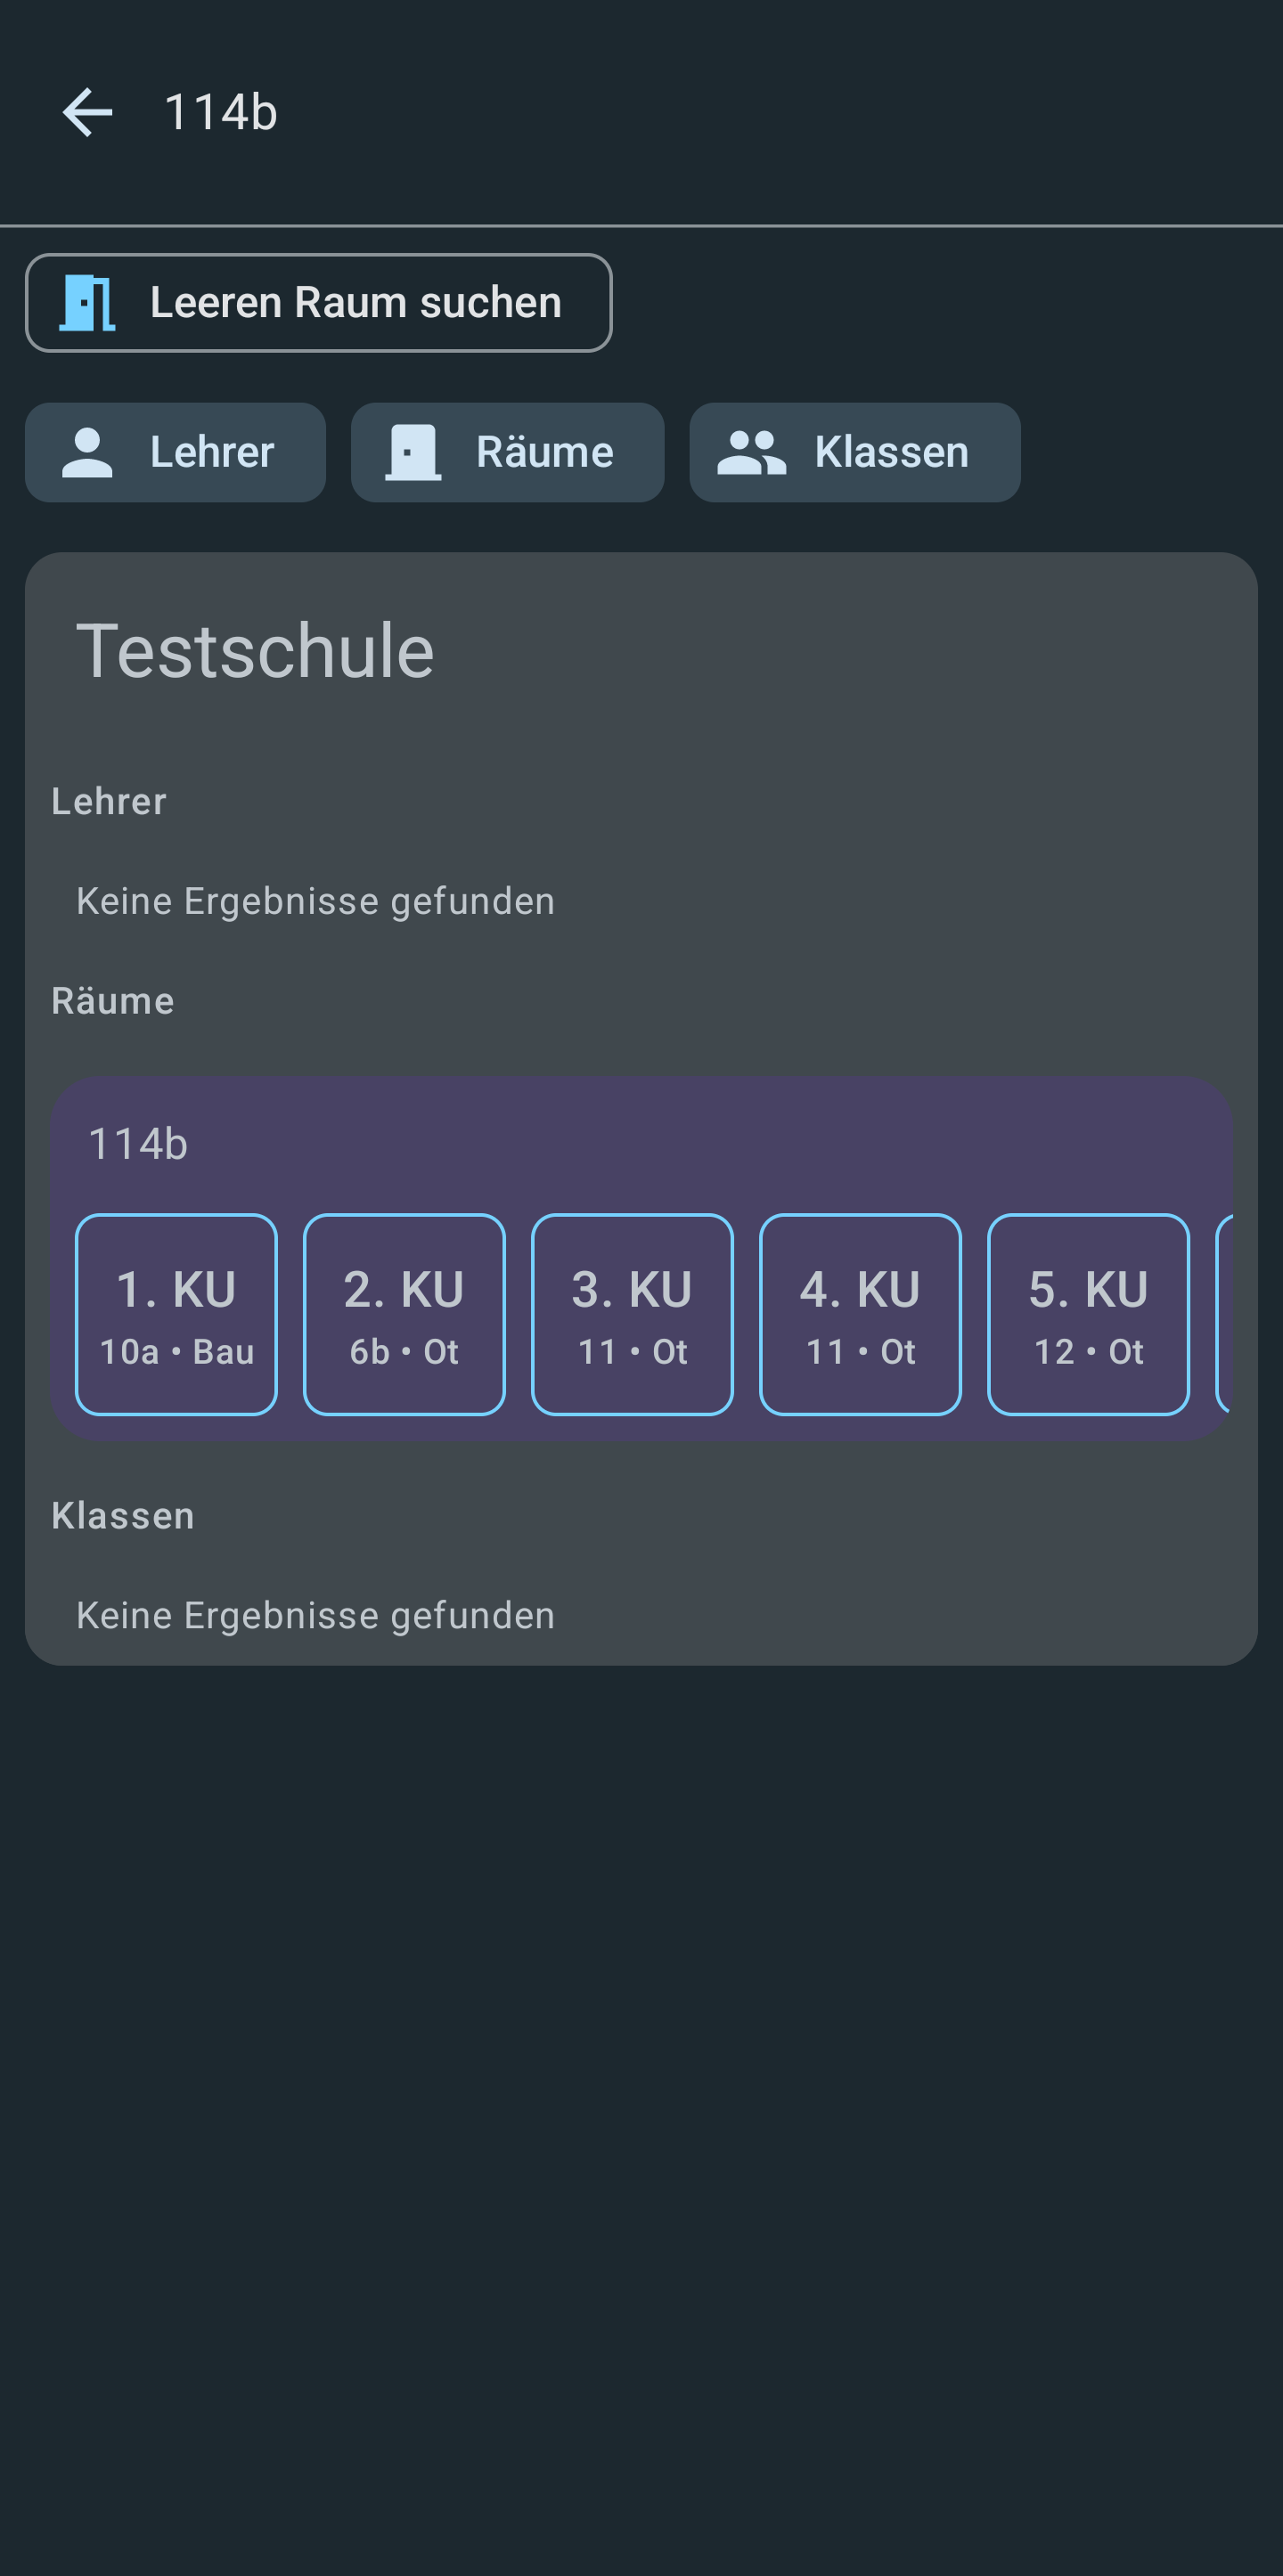 114b
Leeren Raum suchen
Lehrer
Räume
Klassen
Testschule
Lehrer
Keine Ergebnisse gefunden
Räume
114b
1. KU
10a • Bau
2. KU
6b • Ot
3. KU
11 • Ot
4. KU
11 • Ot
5. KU
12 • Ot
Klassen
Keine Ergebnisse gefunden